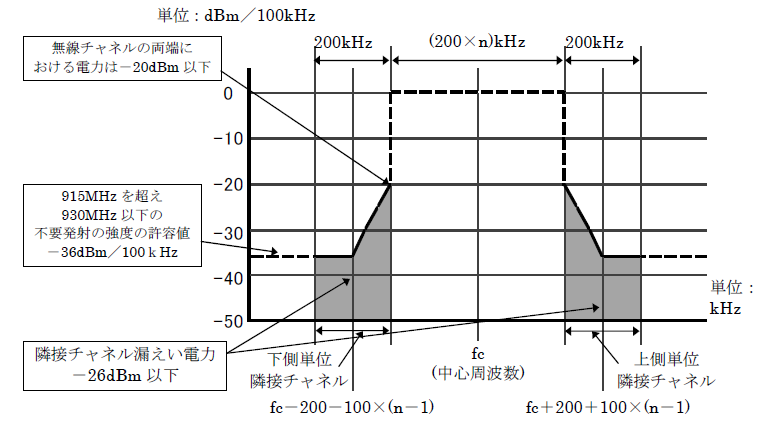 単位：dBm／100kHz
無線チャネルの両端に
おける電力は－20dBm 以下
200kHz
(200×n)kHz
200kHz
0
-10
-20
-30
-40
-50
915MHz を超え
930MHz 以下の
不要発射の強度の許容値
－36dBm／100ｋHz
単位：
kHz
隣接チャネル漏えい電力
－26dBm 以下
下側単位
隣接チャネル
fc－200－100×(n－1)
fc
(中心周波数)
上側単位
隣接チャネル
fc＋200＋100×(n－1)